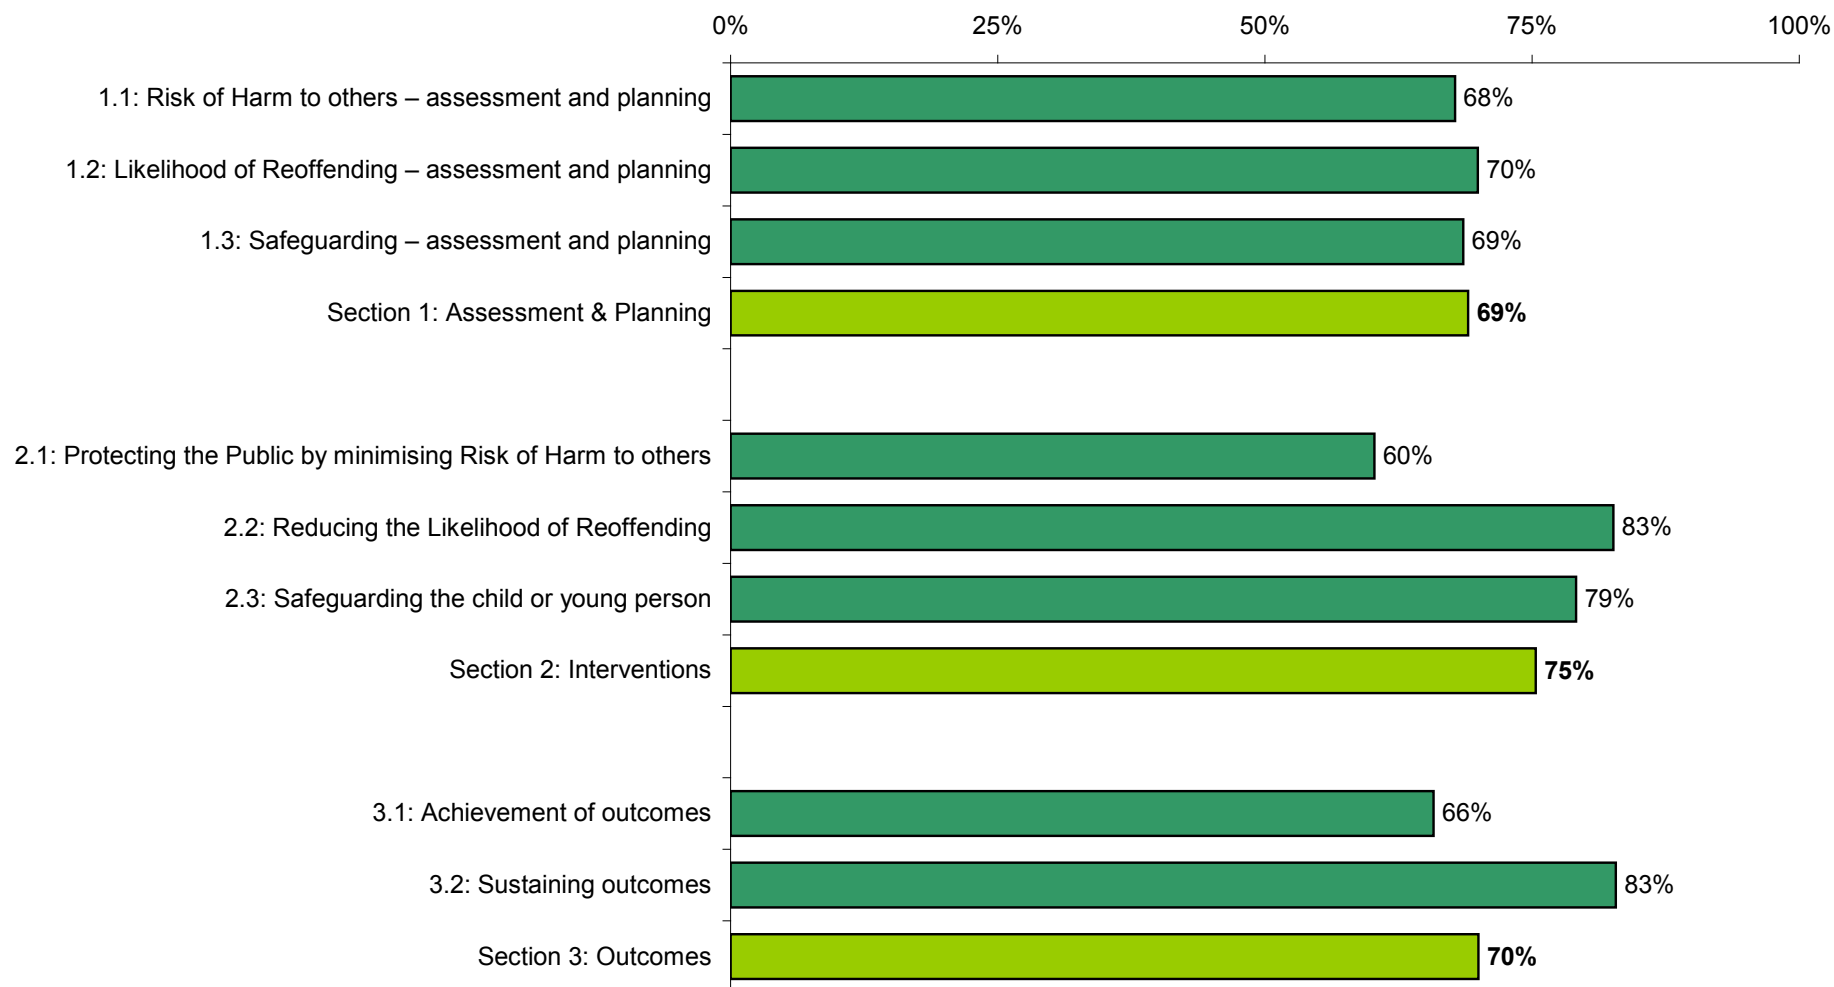 0% 25% 50% 75% 100%
1.1: Risk of Harm to others – assessment and planning 68%
1.2: Likelihood of Reoffending – assessment and planning 70%
1.3: Safeguarding – assessment and planning 69%
Section 1: Assessment & Planning 69%
2.1: Protecting the Public by minimising Risk of Harm to others 60%
2.2: Reducing the Likelihood of Reoffending 83%
2.3: Safeguarding the child or young person 79%
Section 2: Interventions 75%
3.1: Achievement of outcomes 66%
3.2: Sustaining outcomes 83%
Section 3: Outcomes 70%